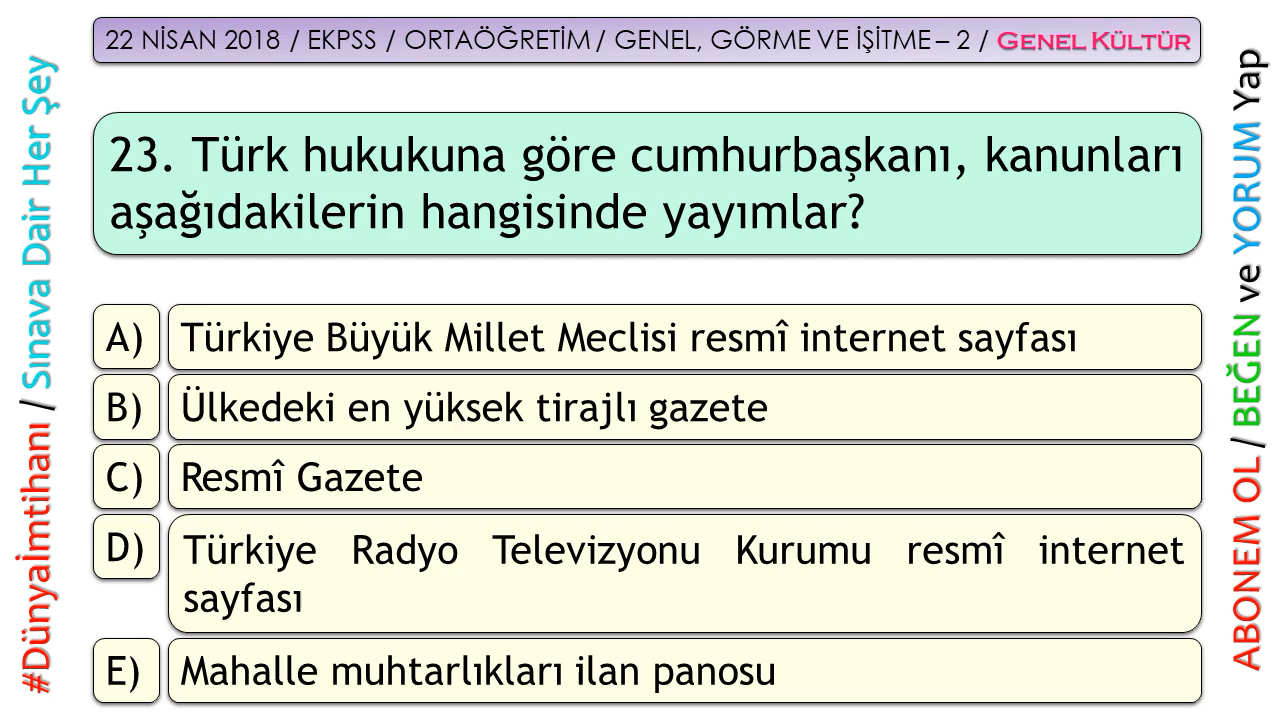 22 NİSAN 2018 / EKPSS / ORTAÖĞRETİM / GENEL, GÖRME VE İŞİTME – 2 / GENEL KÜLTÜR
#Dünyaİmtihanı / Sınava Dair Her Şey
23. Türk hukukuna göre cumhurbaşkanı, kanunları
aşağıdakilerin hangisinde yayımlar?
A) Türkiye Büyük Millet Meclisi resmî internet sayfası
B) Ülkedeki en yüksek tirajlı gazete
C) Resmî Gazete
D) Türkiye Radyo Televizyonu Kurumu resmî internet
sayfası
E) Mahalle muhtarlıkları ilan panosu
ABONEM OL / BEĞEN ve YORUM Yap